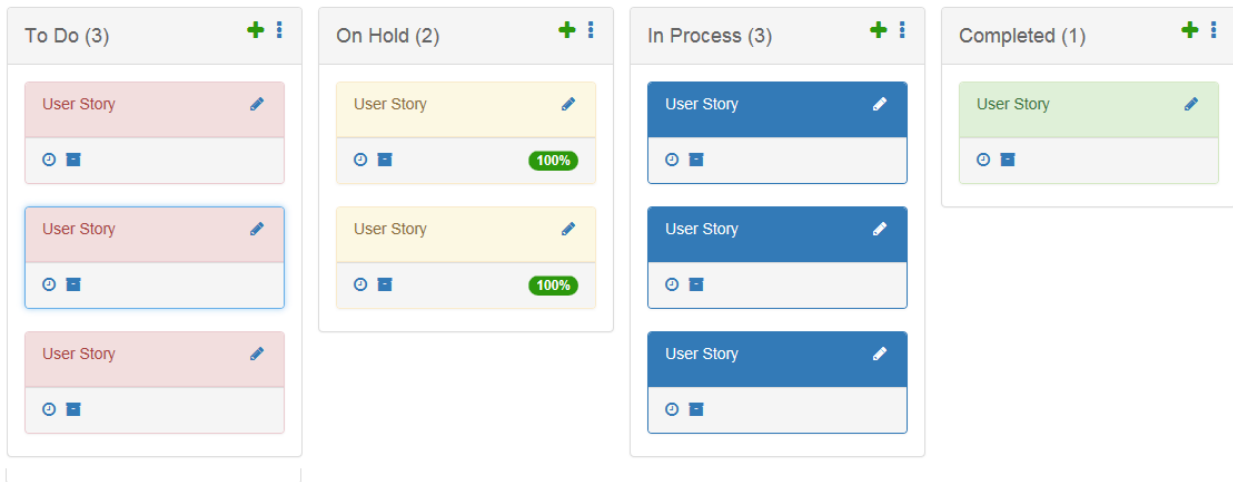 To Do (3)
User Story
User Story
User Story
On Hold (2)
User Story
100%
User Story
100%
In Process (3)
User Story
User Story
User Story
Completed (1)
User Story